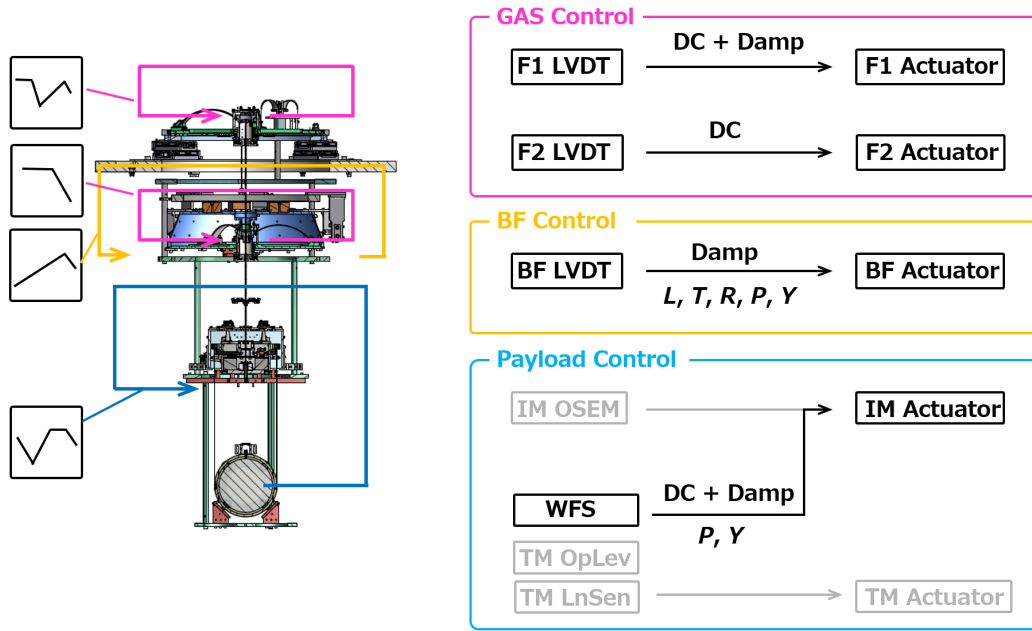 GAS Control
F1 LVDT
DC + Damp
F1 Actuator
F2 LVDT
DC
F2 Actuator
BF Control
BF LVDT
Damp
L, T, R, P, Y
BF Actuator
Payload Control
IM OSEM
IM Actuator
WFS
DC + Damp
P, Y
TM OpLev
TM LnSen
TM Actuator